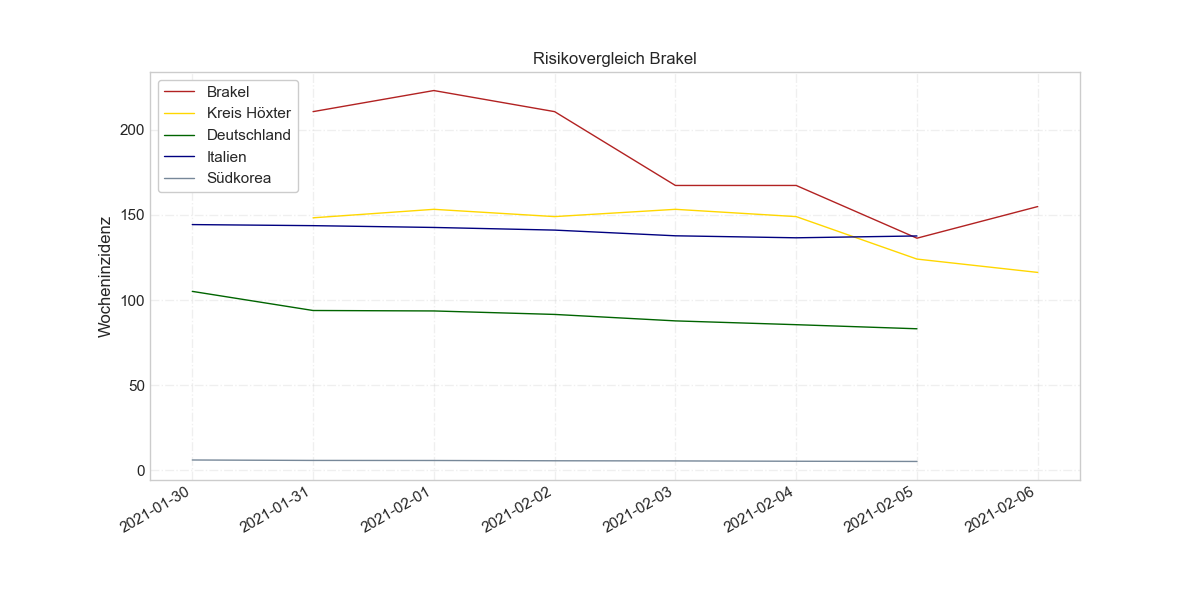 Risikovergleich Brakel
Brakel
Kreis Höxter
Deutschland
Italien
Südkorea
Wocheninzidenz
200
150
100
50
0
2021-01-30
2021-01-31
2021-02-01
2021-02-02
2021-02-03
2021-02-04
2021-02-05
2021-02-06